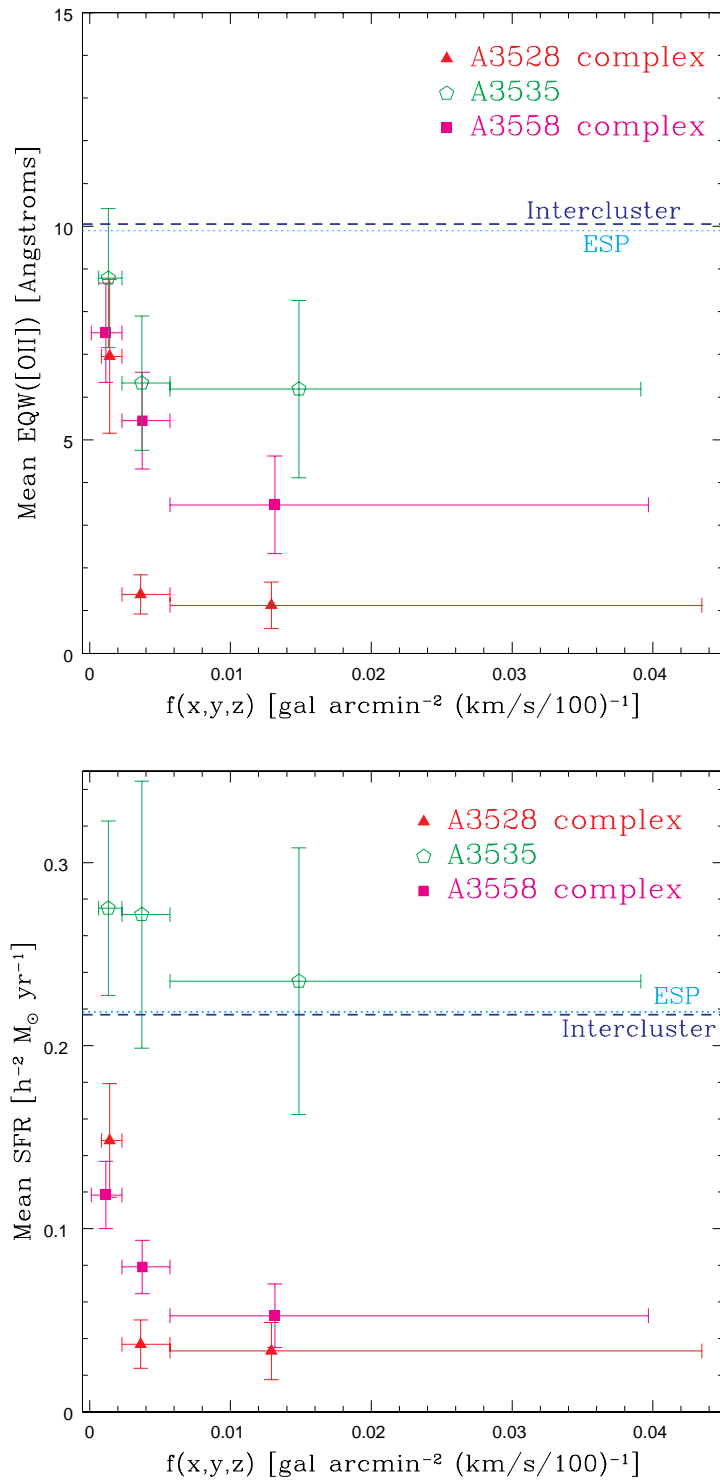 15
A3528 complex
A3535
A3558 complex
Intercluster
10
ESP
Mean EQW([OII]) [Angstroms]
5
0
0 0.01 0.02 0.03 0.04
f(x,y,z) [gal arcmin⁻² (km/s/100)⁻¹]
A3528 complex
A3535
A3558 complex
0.3
ESP
Intercluster
0.2
Mean SFR [h⁻² M⊙ yr⁻¹]
0.1
0
0 0.01 0.02 0.03 0.04
f(x,y,z) [gal arcmin⁻² (km/s/100)⁻¹]